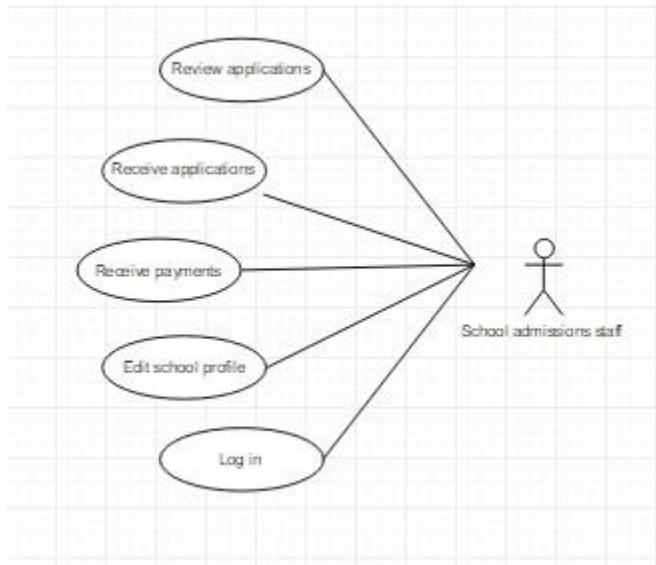 Review applications
Receive applications
Receive payments
School admissions staff
Edit school profile
Log in